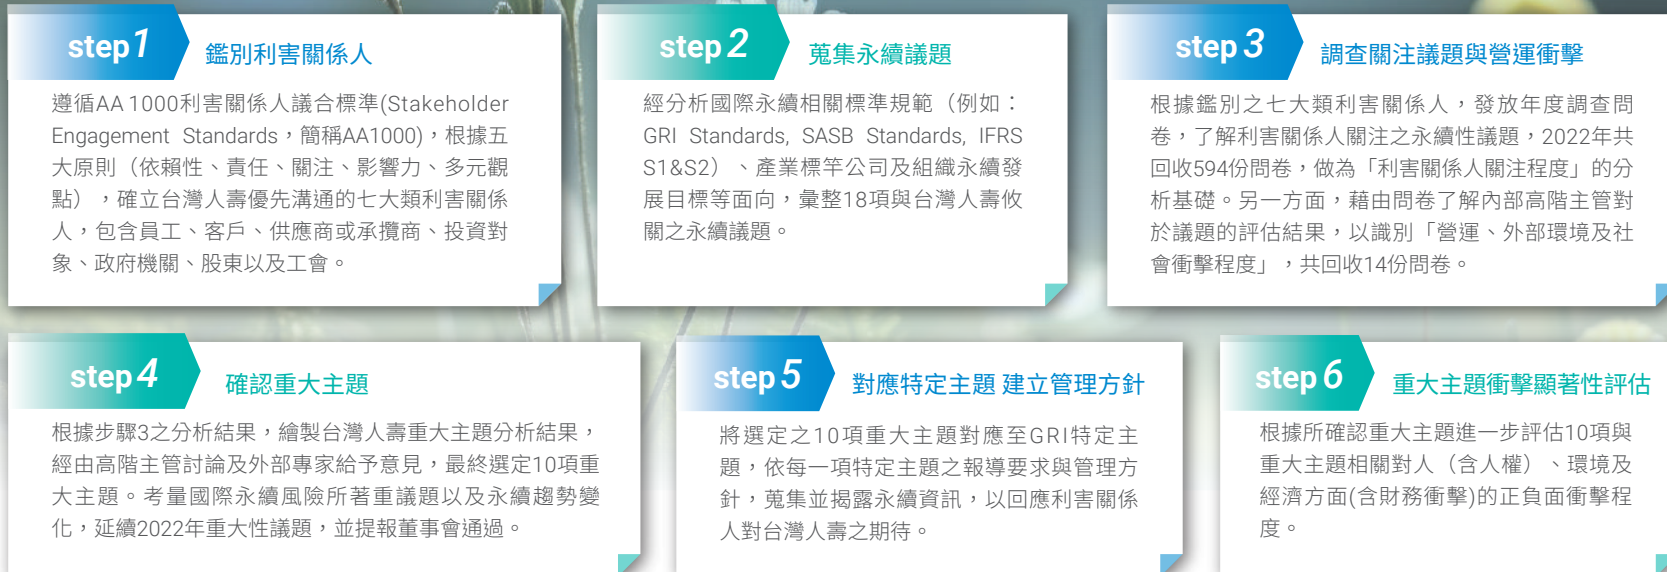 step1 鑑別利害關係人
遵循AA 1000利害關係人議合標準(Stakeholder
Engagement Standards，簡稱AA1000)，根據五
大原則（依賴性、責任、關注、影響力、多元觀
點），確立台灣人壽優先溝通的七大類利害關係
人，包含員工、客戶、供應商或承攬商、投資對
象、政府機關、股東以及工會。
step2 蒐集永續議題
經分析國際永續相關標準規範（例如：
GRI Standards, SASB Standards, IFRS
S1&S2）、產業標竿公司及組織永續發
展目標等面向，彙整18項與台灣人壽攸
關之永續議題。
step3 調查關注議題與營運衝擊
根據鑑別之七大類利害關係人，發放年度調查問
卷，了解利害關係人關注之永續性議題，2022年共
回收594份問卷，做為「利害關係人關注程度」的分
析基礎。另一方面，藉由問卷了解內部高階主管對
於議題的評估結果，以識別「營運、外部環境及社
會衝擊程度」，共回收14份問卷。
step4 確認重大主題
根據步驟3之分析結果，繪製台灣人壽重大主題分析結果，
經由高階主管討論及外部專家給予意見，最終選定10項重
大主題。考量國際永續風險所著重議題以及永續趨勢變
化，延續2022年重大性議題，並提報董事會通過。
step5 對應特定主題 建立管理方針
將選定之10項重大主題對應至GRI特定主
題，依每一項特定主題之報導要求與管理方
針，蒐集並揭露永續資訊，以回應利害關係
人對台灣人壽之期待。
step6 重大主題衝擊顯著性評估
根據所確認重大主題進一步評估10項與
重大主題相關對人（含人權）、環境及
經濟方面(含財務衝擊)的正負面衝擊程
度。